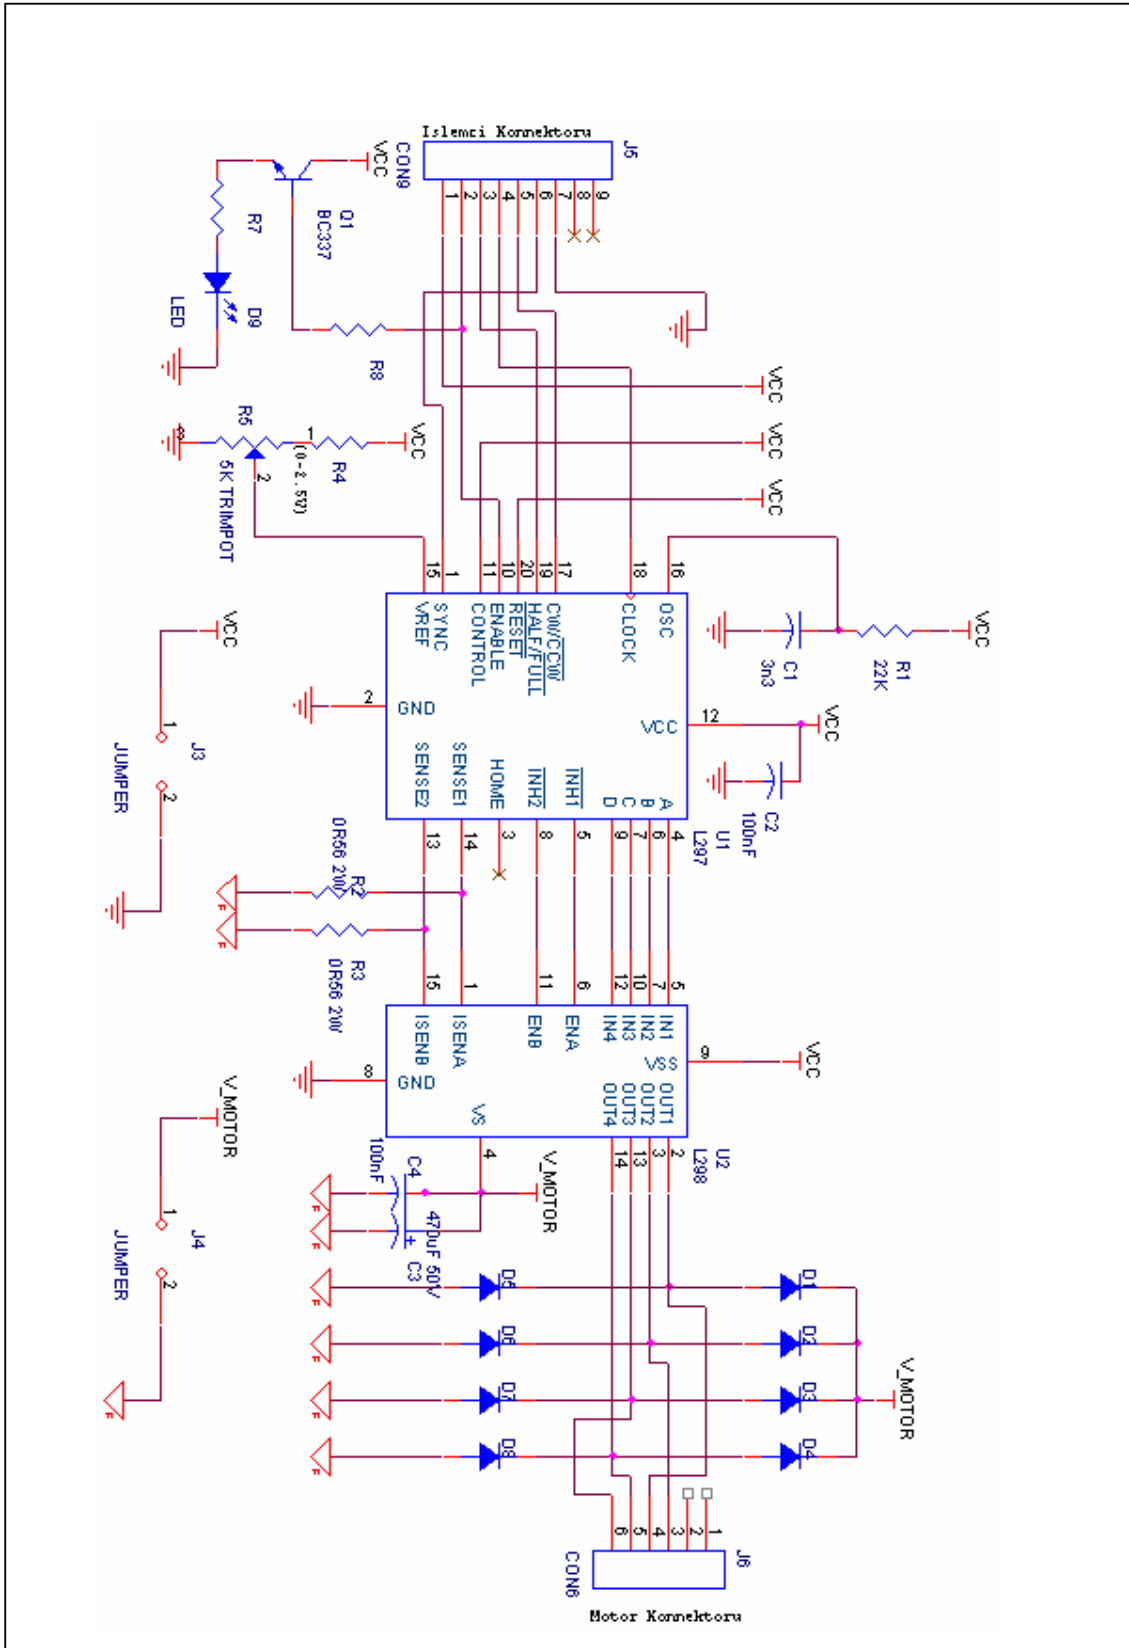 Islemci Konnektoru
J5
CON9
1 2 3 4 5 6 7 8 9
VCC
Q1
BC337
R7
D9
LED
R8
VCC
VCC
VCC
R5
5K TRIMPOT
3
1
2
(0-2.5V)
R4
VCC
15 1 11 10 20 19 17 18 16
VREF
SYNC
CONTROL
ENABLE
RESET
HALF/FULL
CW/CCW
CLOCK
OSC
C1
3n3
R1
22K
VCC
2
GND
VCC
12
VCC
C2
100nF
U1
L297
SENSE2
SENSE1
HOME
INH2
INH1
D
C
B
A
13 14 3 8 5 9 7 6 4
VCC
1
2
J3
JUMPER
R2
0R56 2W
R3
0R56 2W
15 1 11 6 12 10 7 5
ISENB
ISENA
ENB
ENA
IN4
IN3
IN2
IN1
VSS
9
VCC
8
GND
VS
4
OUT4
OUT3
OUT2
OUT1
14 13 3 2
U2
L298
V_MOTOR
C4
100nF
470uF 50V
C3
+
V_MOTOR
1
2
J4
JUMPER
F
F
F
F
F
F
F
F
F
D5
D1
D6
D2
D7
D3
D8
D4
V_MOTOR
6 5 4 3 2 1
J6
CON6
Motor Konnektoru